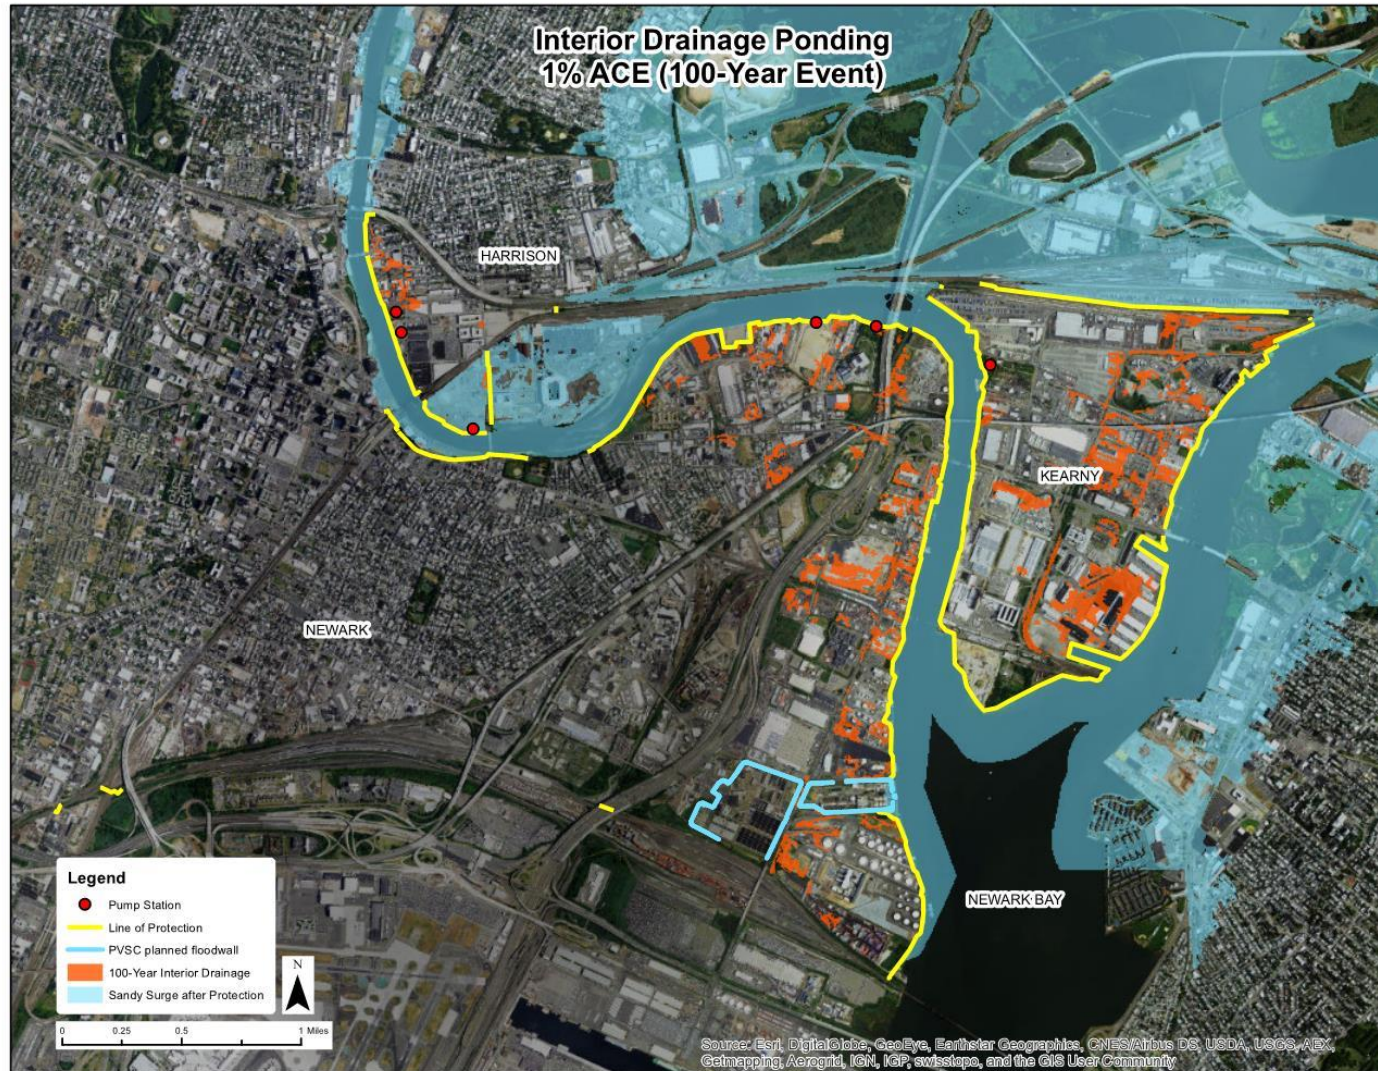 Interior Drainage Ponding
1% ACE (100-Year Event)
HARRISON
KEARNY
NEWARK
NEWARK BAY
Legend
Pump Station
Line of Protection
PVSC planned floodwall
100-Year Interior Drainage
Sandy Surge after Protection
N
0 0.25 0.5 1 Miles
Source: Esri, DigitalGlobe, GeoEye, Earthstar Geographics, CNES/Airbus DS, USDA, USGS, AEX,
Getmapping, Aerogrid, IGN, IGP, swisstopo, and the GIS User Community